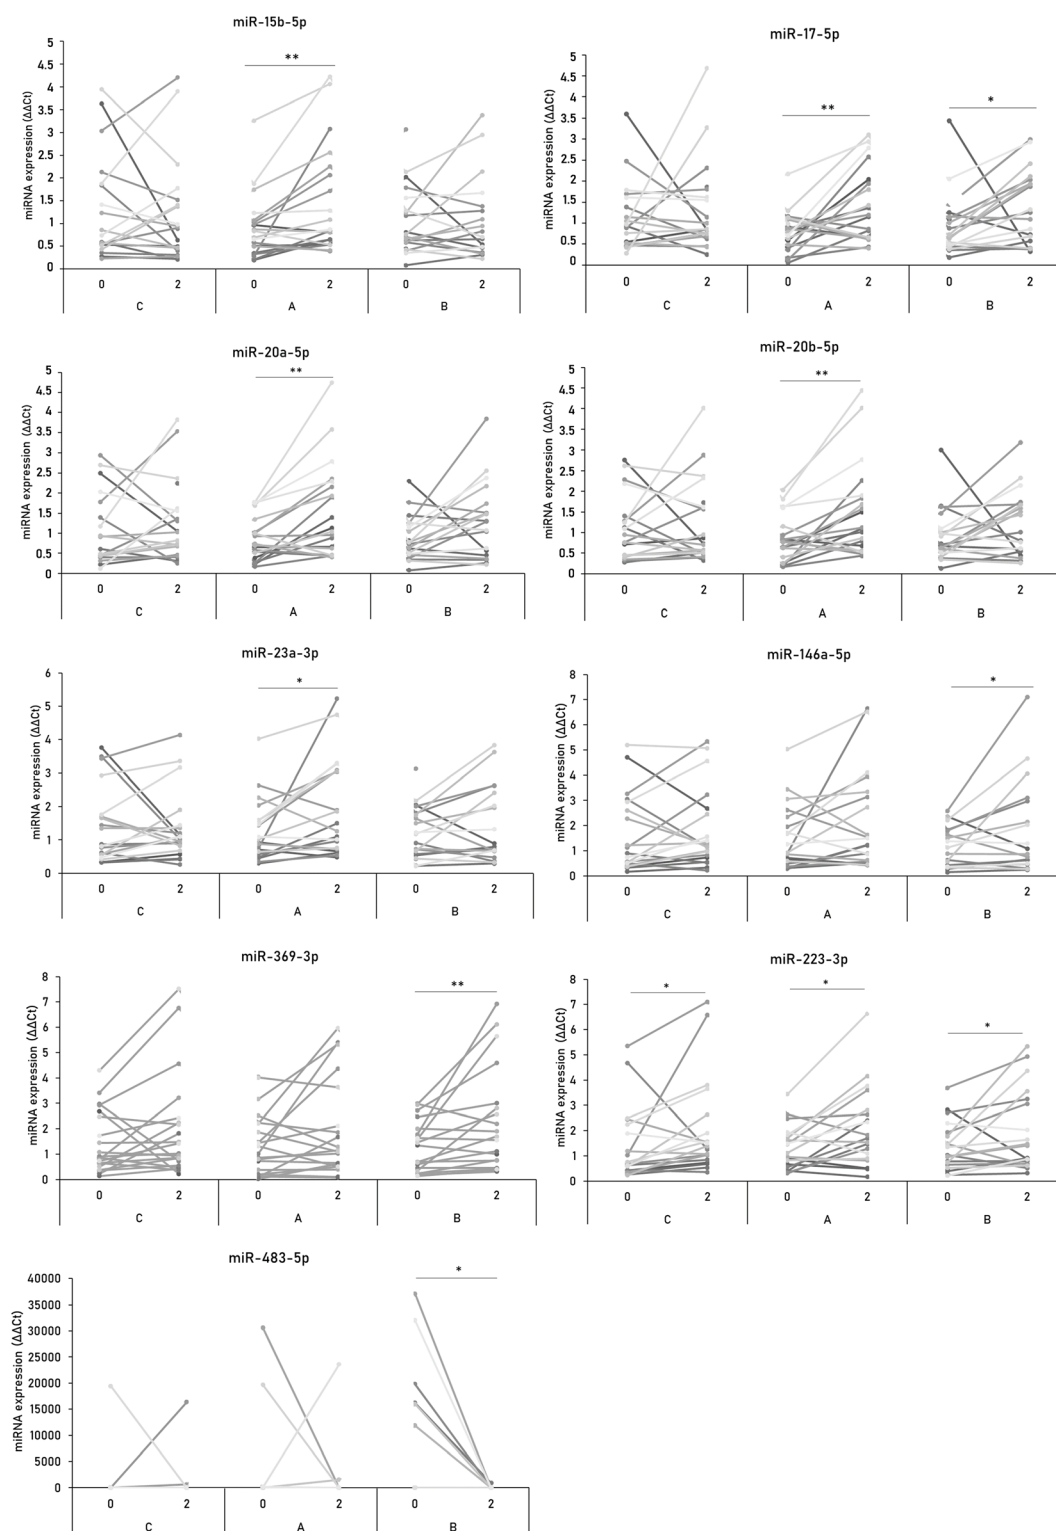 miR-15b-5p
miRNA expression (ΔΔCt)
5
4.5
4
3.5
3
2.5
2
1.5
1
0.5
0
**
0 2 0 2 0 2
C A B
miR-17-5p
miRNA expression (ΔΔCt)
5
4.5
4
3.5
3
2.5
2
1.5
1
0.5
0
** *
0 2 0 2 0 2
C A B
miR-20a-5p
miRNA expression (ΔΔCt)
5
4.5
4
3.5
3
2.5
2
1.5
1
0.5
0
**
0 2 0 2 0 2
C A B
miR-20b-5p
miRNA expression (ΔΔCt)
5
4.5
4
3.5
3
2.5
2
1.5
1
0.5
0
**
0 2 0 2 0 2
C A B
miR-23a-3p
miRNA expression (ΔΔCt)
6
5
4
3
2
1
0
*
0 2 0 2 0 2
C A B
miR-146a-5p
miRNA expression (ΔΔCt)
8
7
6
5
4
3
2
1
0
*
0 2 0 2 0 2
C A B
miR-369-3p
miRNA expression (ΔΔCt)
8
7
6
5
4
3
2
1
0
**
0 2 0 2 0 2
C A B
miR-223-3p
miRNA expression (ΔΔCt)
8
7
6
5
4
3
2
1
0
* * *
0 2 0 2 0 2
C A B
miR-483-5p
miRNA expression (ΔΔCt)
40000
35000
30000
25000
20000
15000
10000
5000
0
*
0 2 0 2 0 2
C A B